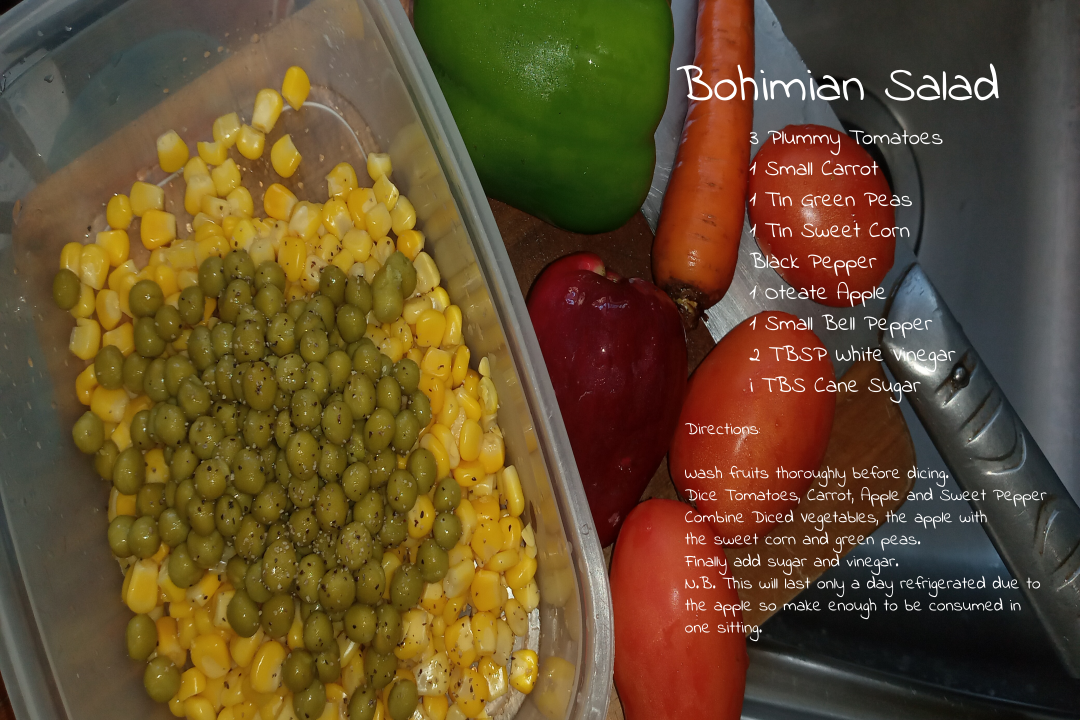 Bohimian Salad
3 Plummy Tomatoes
1 Small Carrot
1 Tin Green Peas
1 Tin Sweet Corn
Black Pepper
1 Oteate Apple
1 Small Bell Pepper
2 TBSP White Vinegar
1 TBS Cane Sugar
Directions:
Wash fruits thoroughly before dicing.
Dice Tomatoes, Carrot, Apple and Sweet Pepper
Combine Diced vegetables, the apple with
the sweet corn and green peas.
Finally add sugar and vinegar.
N.B. This will last only a day refrigerated due to
the apple so make enough to be consumed in
one sitting.